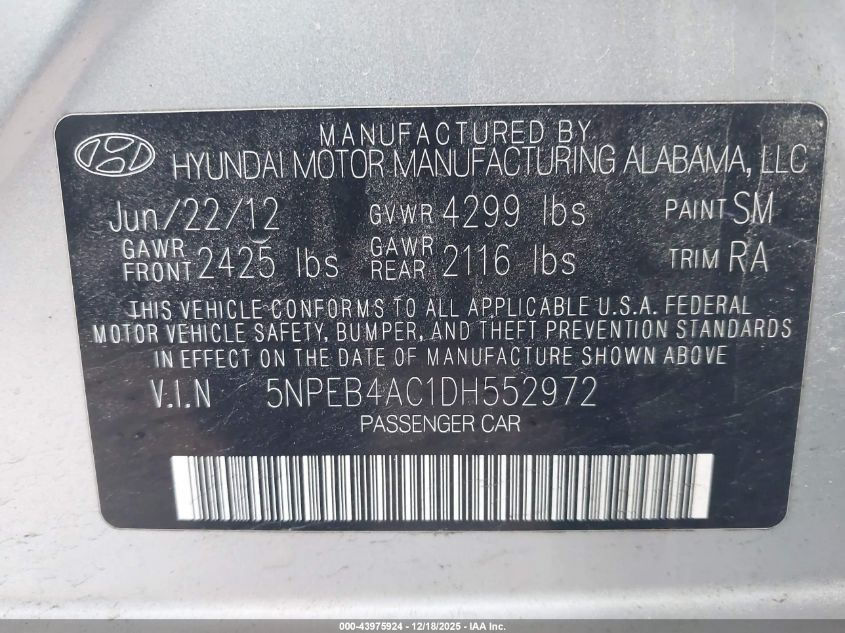 MANUFACTURED BY
HYUNDAI MOTOR MANUFACTURING ALABAMA, LLC
Jun/22/12 GVWR 4299 lbs PAINT SM
GAWR FRONT 2425 lbs GAWR REAR 2116 lbs TRIM RA
THIS VEHICLE CONFORMS TO ALL APPLICABLE U.S.A. FEDERAL
MOTOR VEHICLE SAFETY, BUMPER, AND THEFT PREVENTION STANDARDS
IN EFFECT ON THE DATE OF MANUFACTURE SHOWN ABOVE.
V.I.N 5NPEB4AC1DH552972
PASSENGER CAR
000-43975924 - 12/18/2025 - IAA Inc.